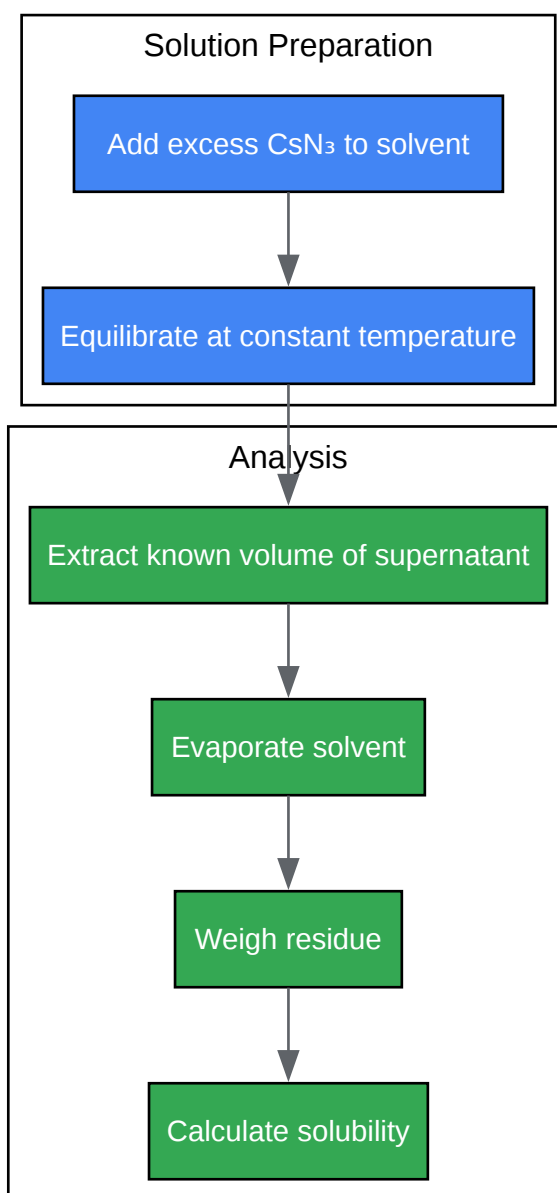 Solution Preparation
Add excess CsN₃ to solvent
Equilibrate at constant temperature
Analysis
Extract known volume of supernatant
Evaporate solvent
Weigh residue
Calculate solubility